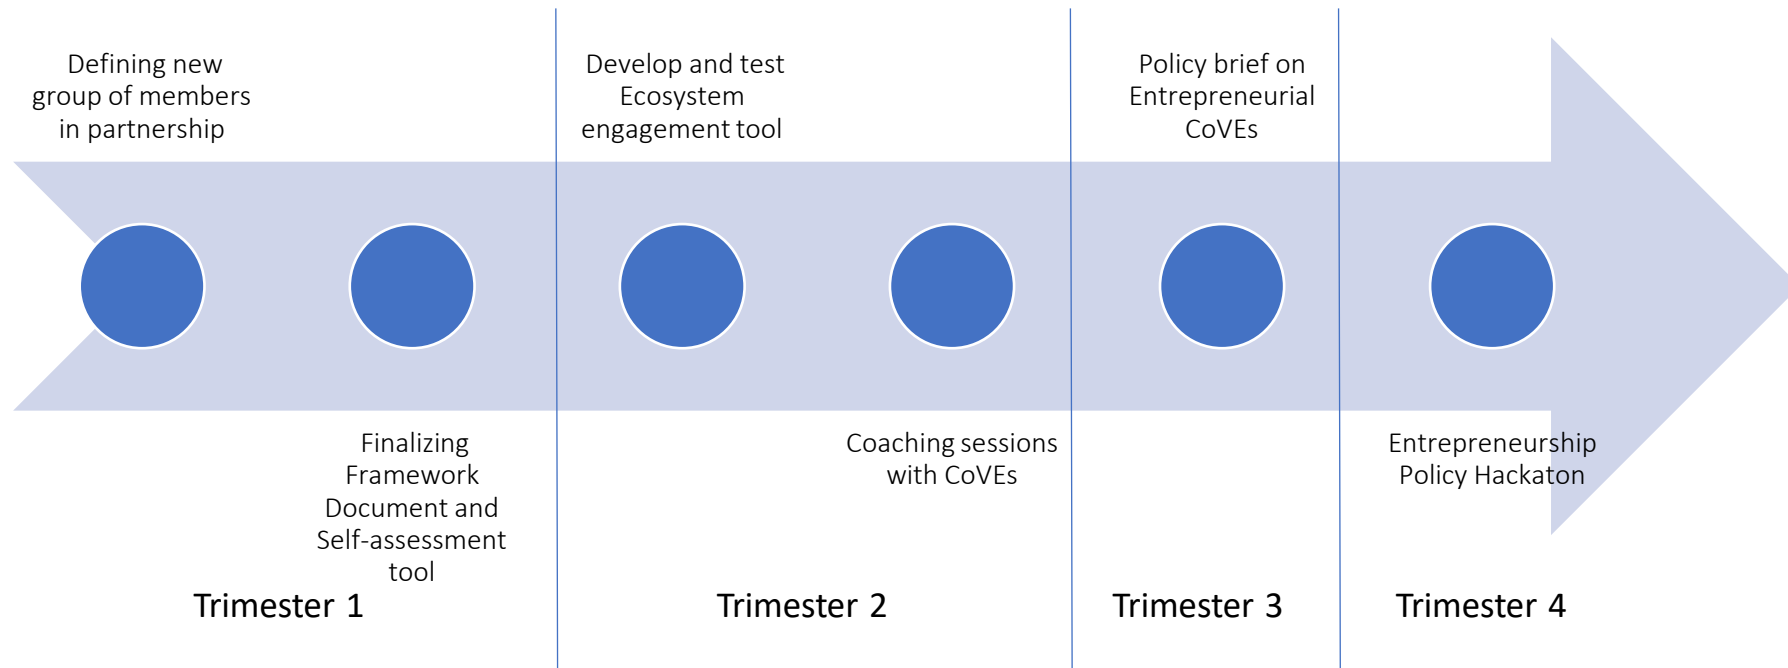 Defining new
group of members
in partnership
Develop and test
Ecosystem
engagement tool
Policy brief on
Entrepreneurial
CoVEs
Finalizing
Framework
Document and
Self-assessment
tool
Coaching sessions
with CoVEs
Entrepreneurship
Policy Hackaton
Trimester 1
Trimester 2
Trimester 3
Trimester 4